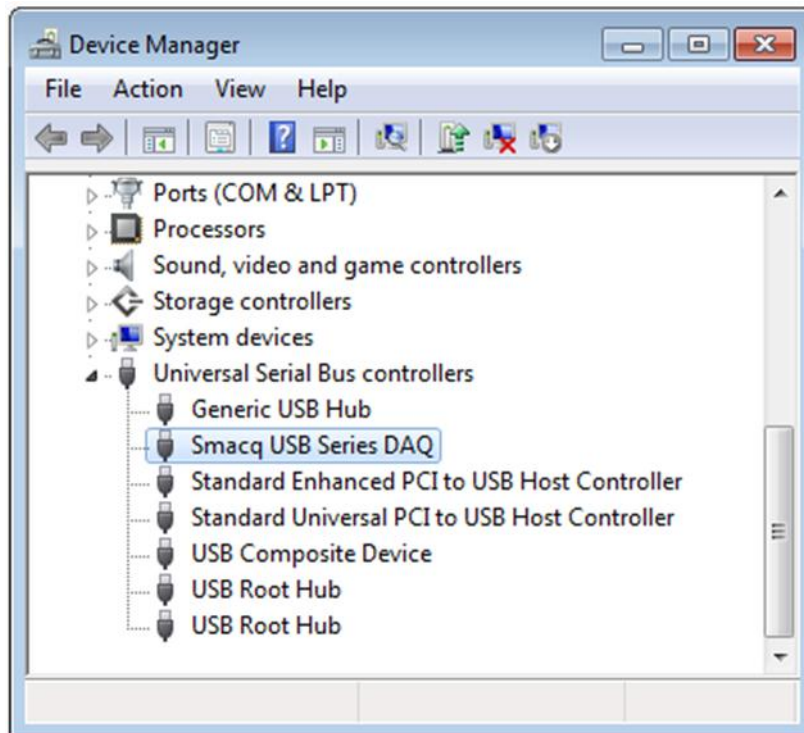 Device Manager
File Action View Help
Ports (COM & LPT)
Processors
Sound, video and game controllers
Storage controllers
System devices
Universal Serial Bus controllers
Generic USB Hub
Smacq USB Series DAQ
Standard Enhanced PCI to USB Host Controller
Standard Universal PCI to USB Host Controller
USB Composite Device
USB Root Hub
USB Root Hub